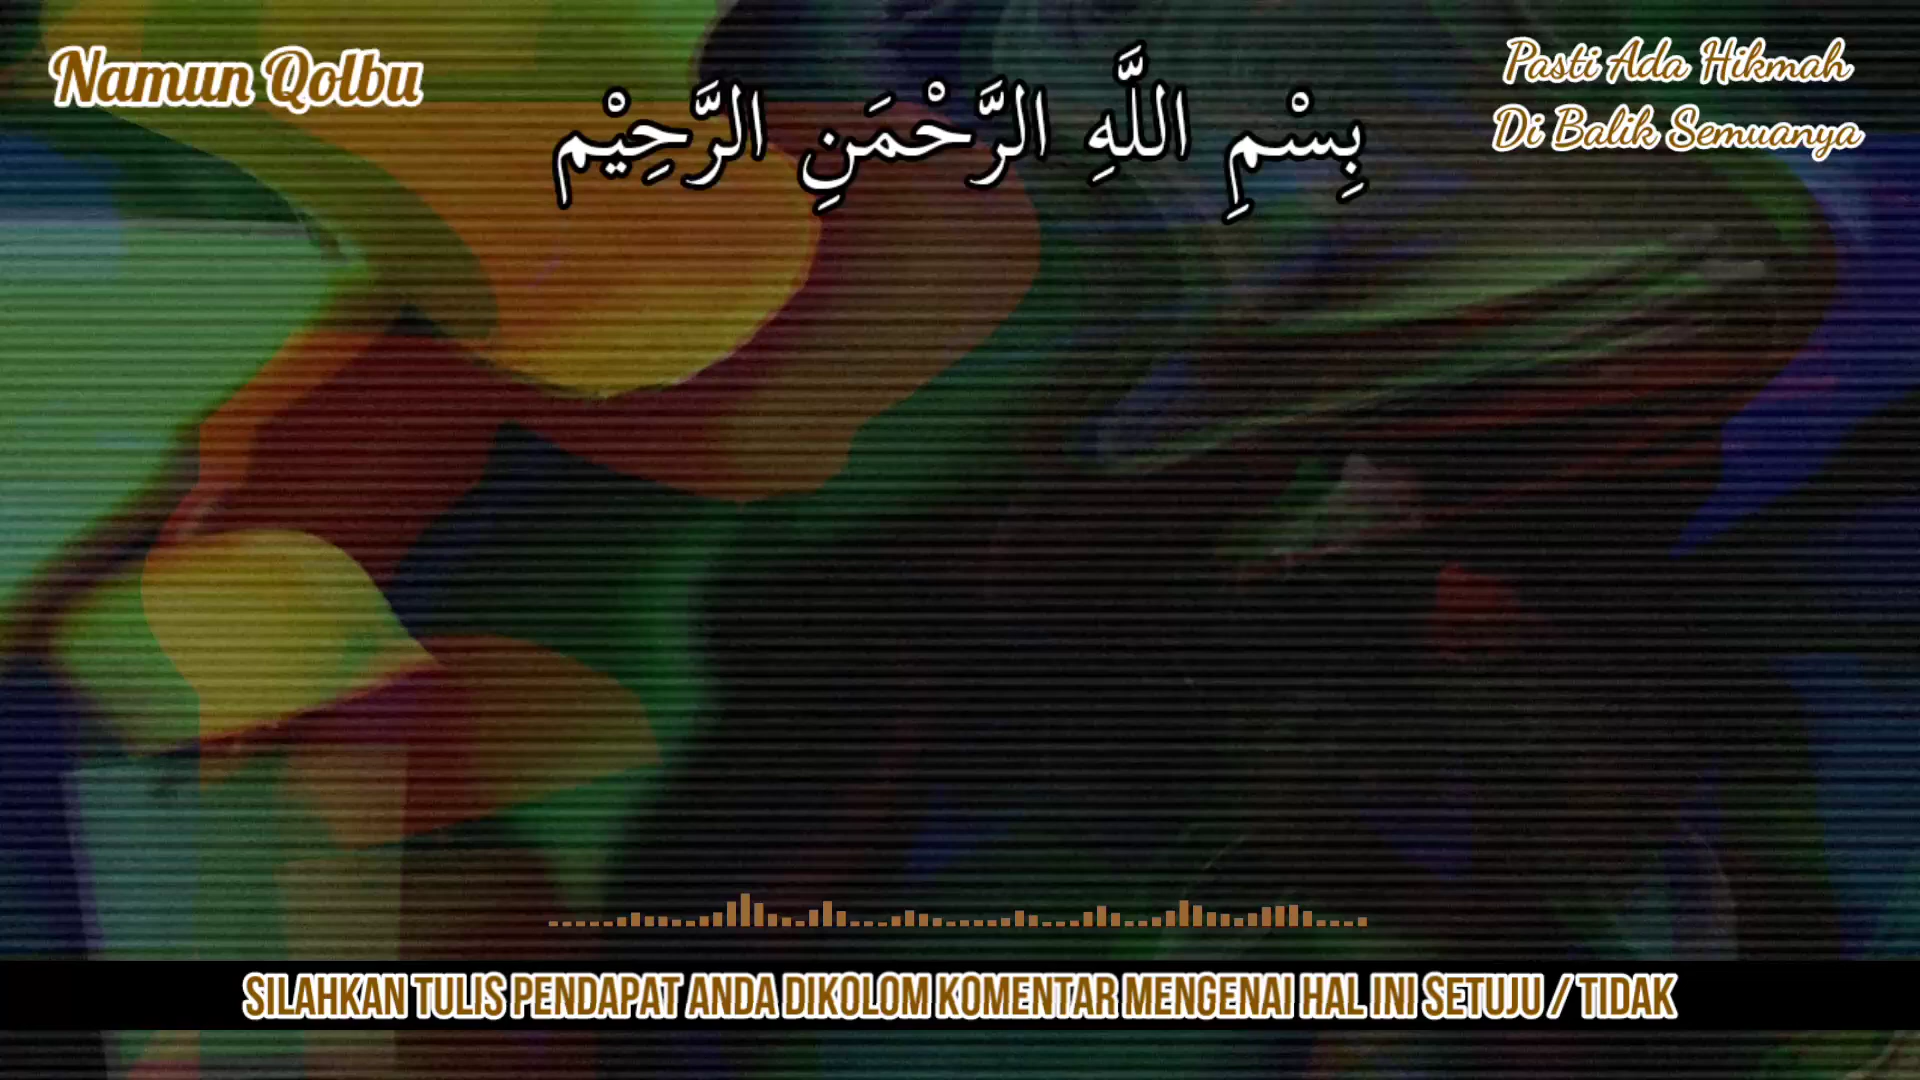 Namun Qolbu
بِسْمِ اللَّهِ الرَّحْمَنِ الرَّحِيْمِ
Pasti Ada Hikmah
Di Balik Semuanya
SILAHKAN TULIS PENDAPAT ANDA DIKOLOM KOMENTAR MENGENAI HAL INI SETUJU / TIDAK